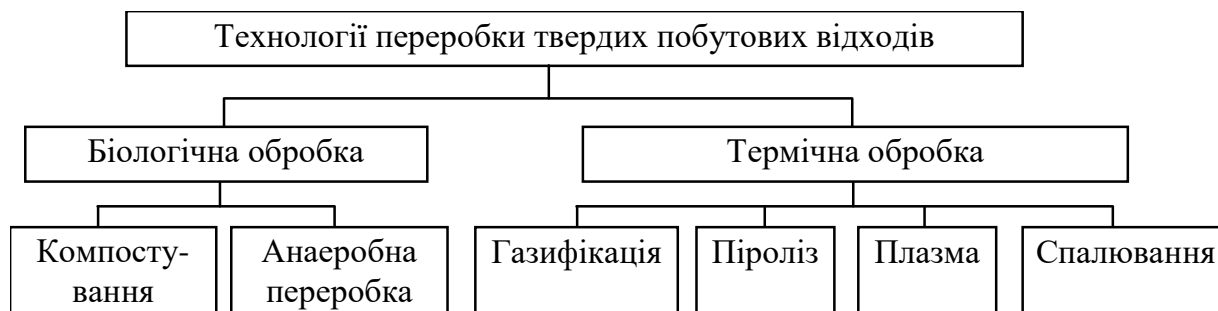 Технології переробки твердих побутових відходів
Біологічна обробка
Термічна обробка
Компосту-
вання
Анаеробна
переробка
Газифікація
Піроліз
Плазма
Спалювання